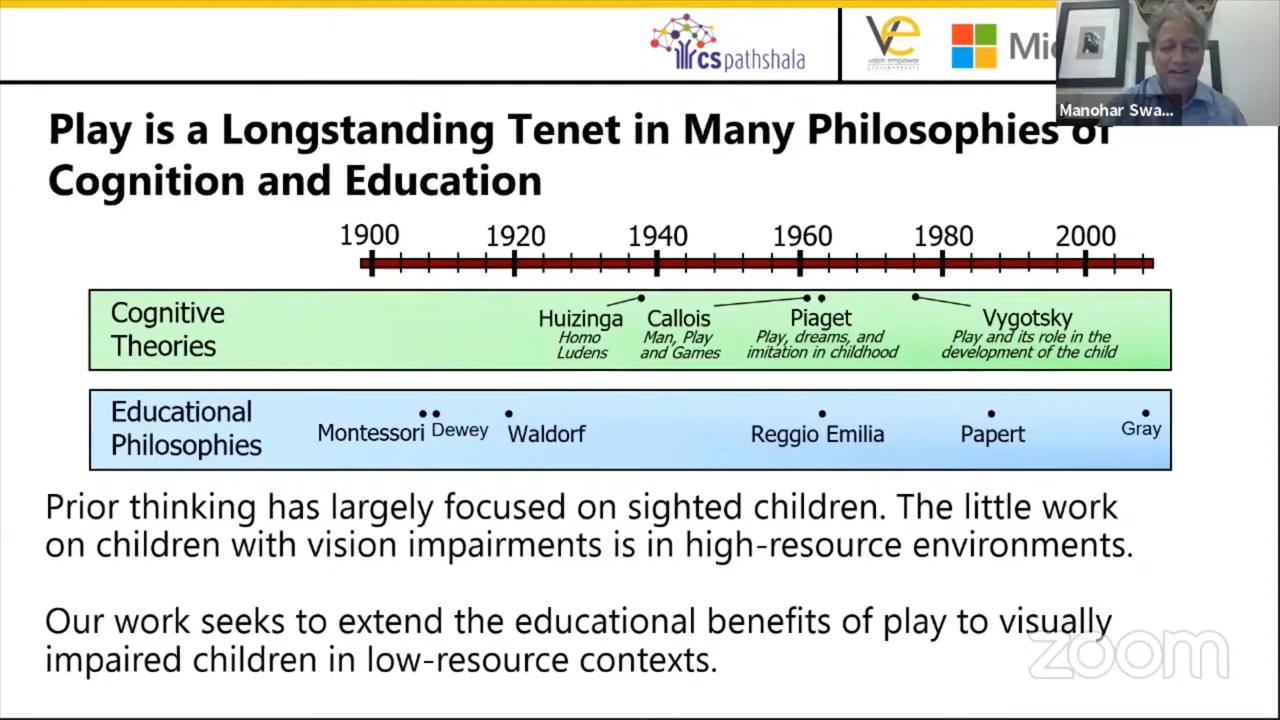 cspathshala
ve
vision empower
Mic
Manohar Swa...
Play is a Longstanding Tenet in Many Philosophies of
Cognition and Education
1900 1920 1940 1960 1980 2000
Cognitive
Theories
Huizinga
Homo
Ludens
Callois
Man, Play
and Games
Piaget
Play, dreams, and
imitation in childhood
Vygotsky
Play and its role in the
development of the child
Educational
Philosophies
Montessori Dewey Waldorf Reggio Emilia Papert Gray
Prior thinking has largely focused on sighted children. The little work
on children with vision impairments is in high-resource environments.
Our work seeks to extend the educational benefits of play to visually
impaired children in low-resource contexts.
zoom